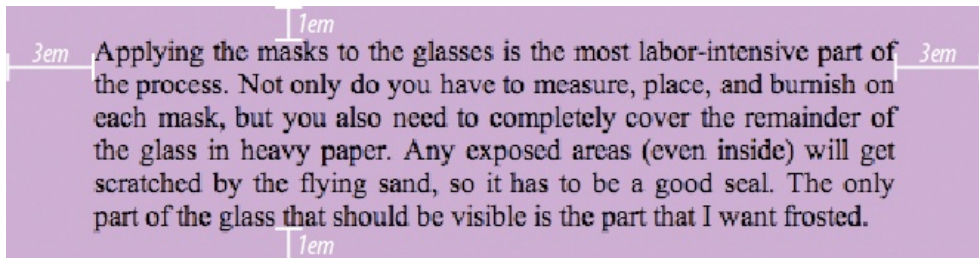 1em
3em Applying the masks to the glasses is the most labor-intensive part of 3em
the process. Not only do you have to measure, place, and burnish on
each mask, but you also need to completely cover the remainder of
the glass in heavy paper. Any exposed areas (even inside) will get
scratched by the flying sand, so it has to be a good seal. The only
part of the glass that should be visible is the part that I want frosted.
1em